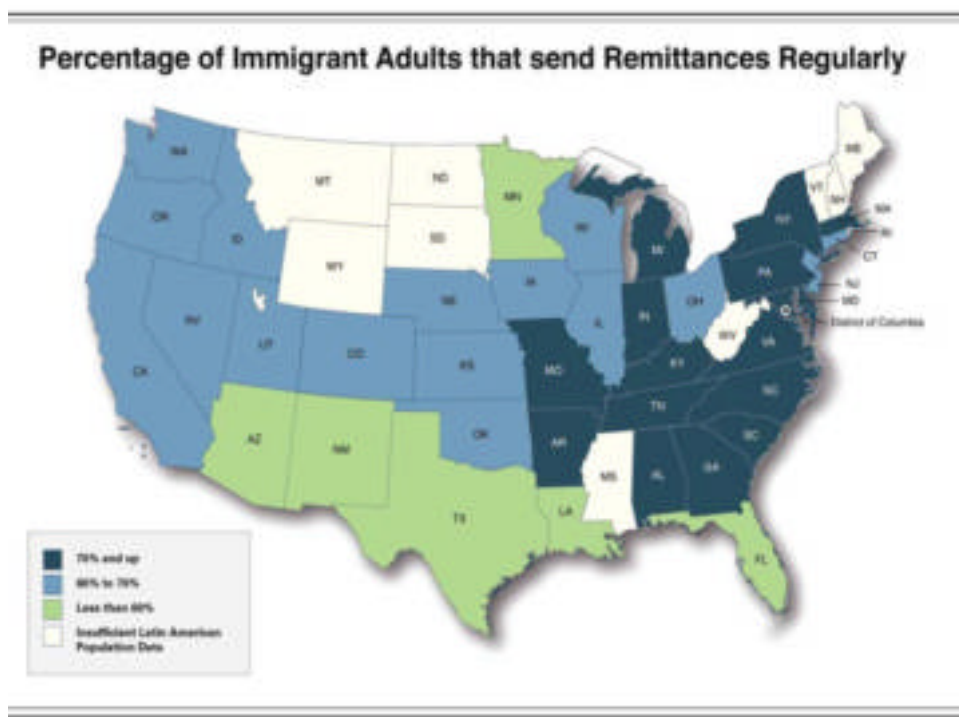 Percentage of Immigrant Adults that send Remittances Regularly
WA
MT
ND
MN
ME
VT
NH
OR
ID
SD
WI
MI
NY
MA
RI
WY
CT
NE
IA
PA
NJ
NV
UT
CO
IL
IN
OH
MD
District of Columbia
WV
VA
CA
KS
MO
KY
NC
TN
AZ
NM
OK
AR
SC
MS
AL
GA
TX
LA
FL
70% and up
60% to 70%
Less than 60%
Insufficient Latin American
Population Data